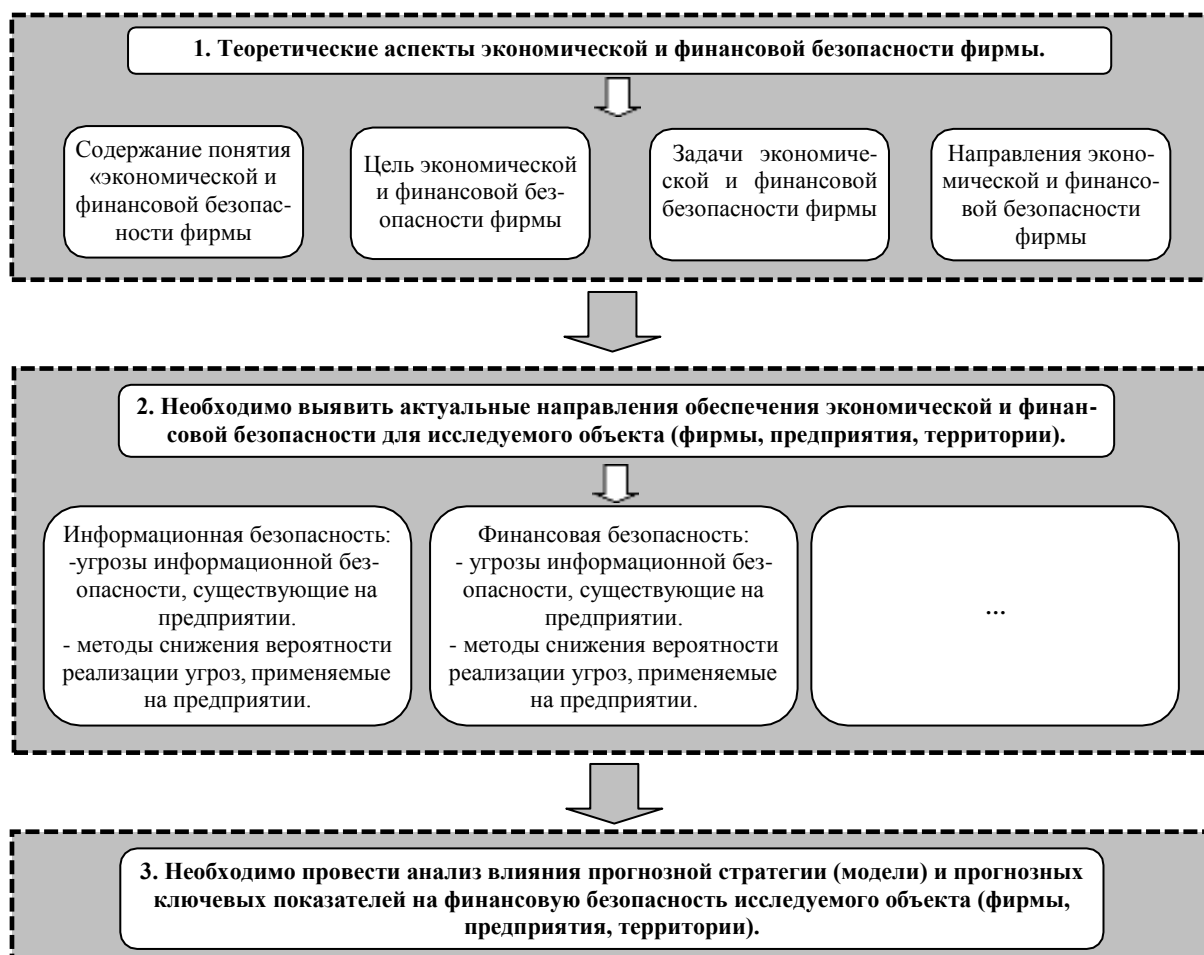 1. Теоретические аспекты экономической и финансовой безопасности фирмы.
Содержание понятия
«экономической и
финансовой безопас-
ности фирмы
Цель экономической
и финансовой без-
опасности фирмы
Задачи экономиче-
ской и финансовой
безопасности фирмы
Направления эконо-
мической и финансо-
вой безопасности
фирмы
2. Необходимо выявить актуальные направления обеспечения экономической и финан-
совой безопасности для исследуемого объекта (фирмы, предприятия, территории).
Информационная безопасность:
-угрозы информационной без-
опасности, существующие на
предприятии.
- методы снижения вероятности
реализации угроз, применяемые
на предприятии.
Финансовая безопасность:
- угрозы информационной без-
опасности, существующие на
предприятии.
- методы снижения вероятности
реализации угроз, применяемые
на предприятии.
...
3. Необходимо провести анализ влияния прогнозной стратегии (модели) и прогнозных
ключевых показателей на финансовую безопасность исследуемого объекта (фирмы,
предприятия, территории).